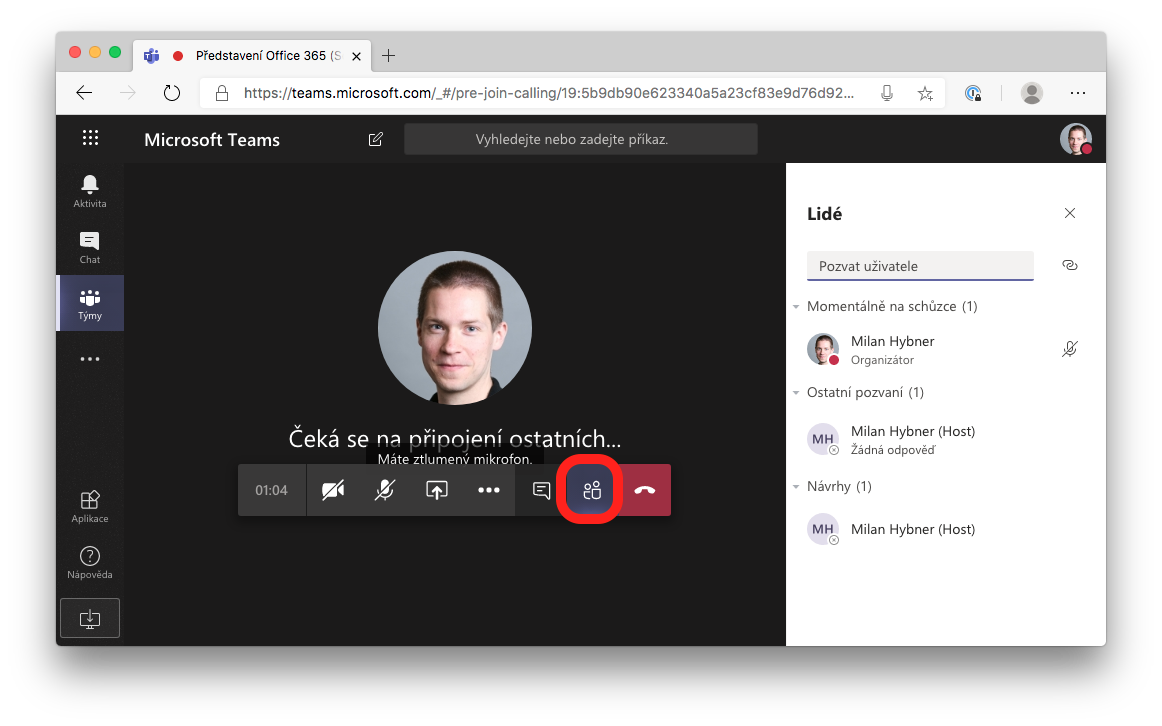 Představení Office 365 (S
https://teams.microsoft.com/_#/pre-join-calling/19:5b9db90e623340a5a23cf83e9d76d92...
Microsoft Teams
Vyhledejte nebo zadejte příkaz.
Aktivita
Chat
Týmy
Aplikace
Nápověda
Čeká se na připojení ostatních...
Máte ztlumený mikrofon.
01:04
Lidé
Pozvat uživatele
Momentálně na schůzce (1)
Milan Hybner
Organizátor
Ostatní pozvaní (1)
MH
Milan Hybner (Host)
Žádná odpověď
Návrhy (1)
MH
Milan Hybner (Host)